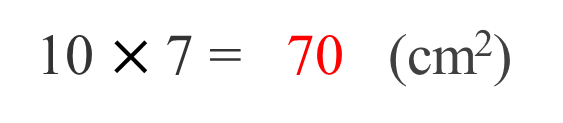 10 × 7 = 70 (cm²)